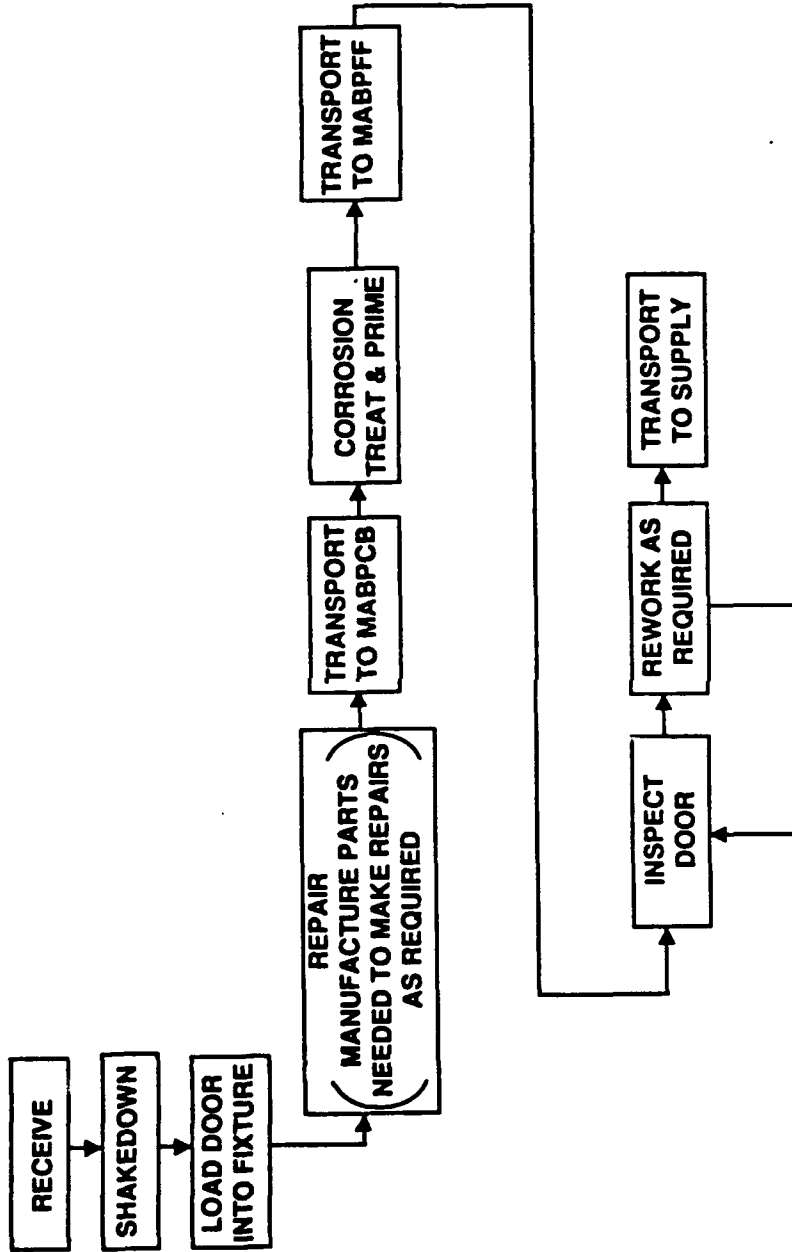 RECEIVE
SHAKEDOWN
LOAD DOOR
INTO FIXTURE
REPAIR
(MANUFACTURE PARTS
NEEDED TO MAKE REPAIRS
AS REQUIRED)
TRANSPORT
TO MABPCB
CORROSION
TREAT & PRIME
TRANSPORT
TO MABPFF
INSPECT
DOOR
REWORK AS
REQUIRED
TRANSPORT
TO SUPPLY